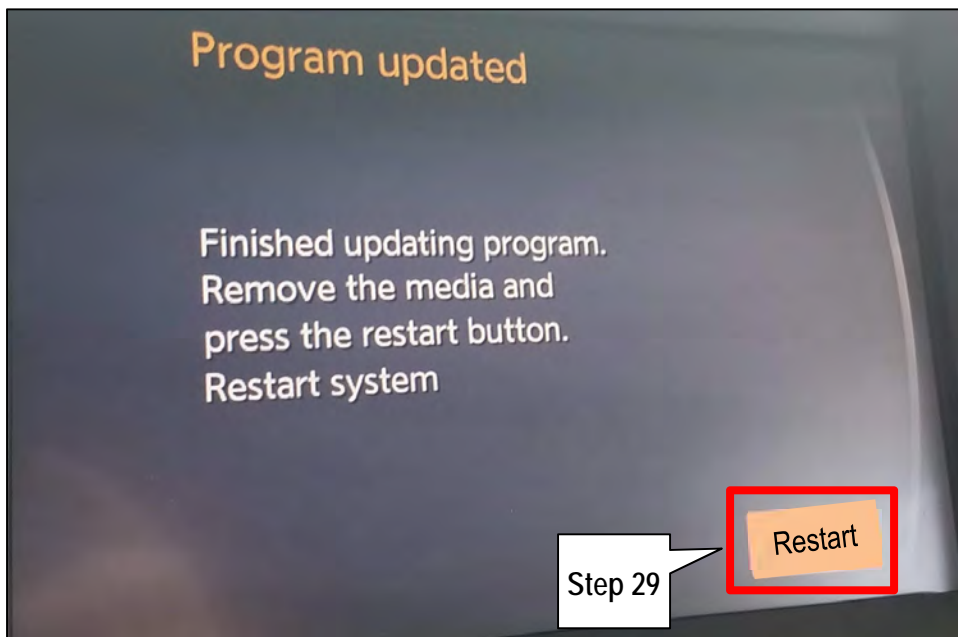 Program updated
Finished updating program.
Remove the media and
press the restart button.
Restart system
Restart
Step 29